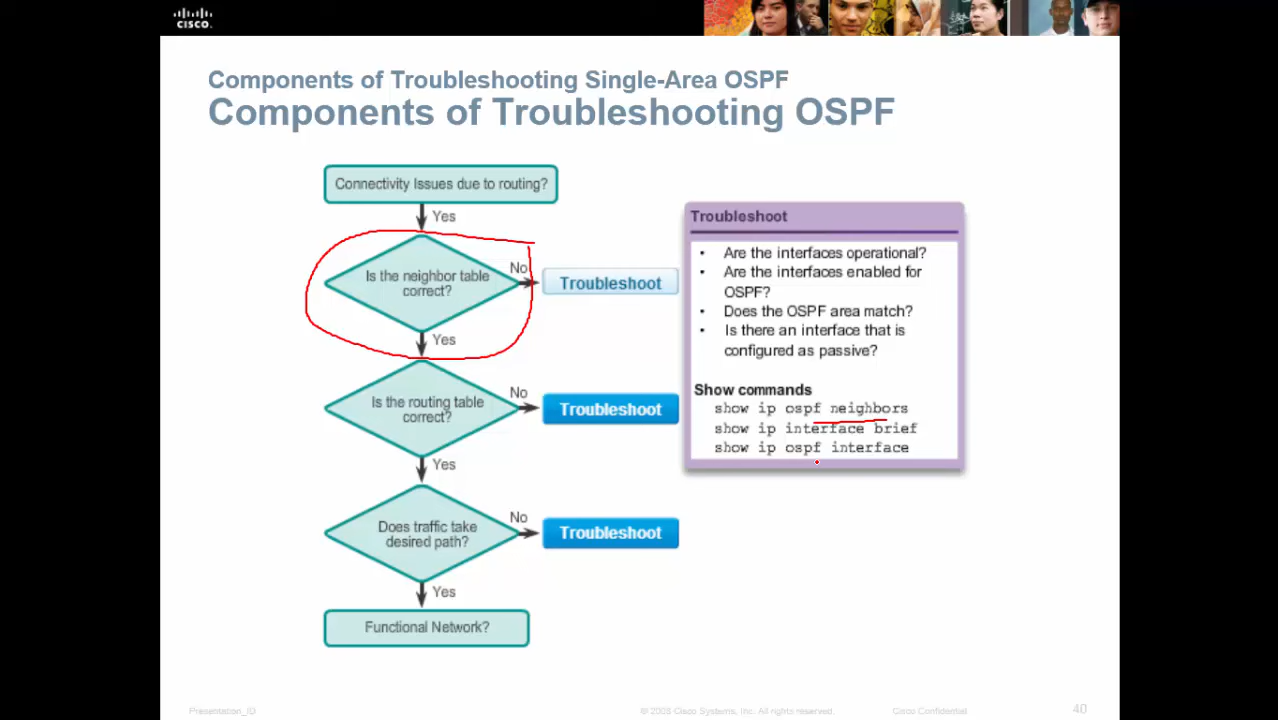 CISCO
Components of Troubleshooting Single-Area OSPF
Components of Troubleshooting OSPF
Connectivity Issues due to routing?
Yes
Is the neighbor table
correct?
No
Troubleshoot
Yes
Is the routing table
correct?
No
Troubleshoot
Yes
Does traffic take
desired path?
No
Troubleshoot
Yes
Functional Network?
Troubleshoot
• Are the interfaces operational?
• Are the interfaces enabled for
OSPF?
• Does the OSPF area match?
• Is there an interface that is
configured as passive?
Show commands
show ip ospf neighbors
show ip interface brief
show ip ospf interface
Presentation_ID
© 2008 Cisco Systems, Inc. All rights reserved.
Cisco Confidential
40